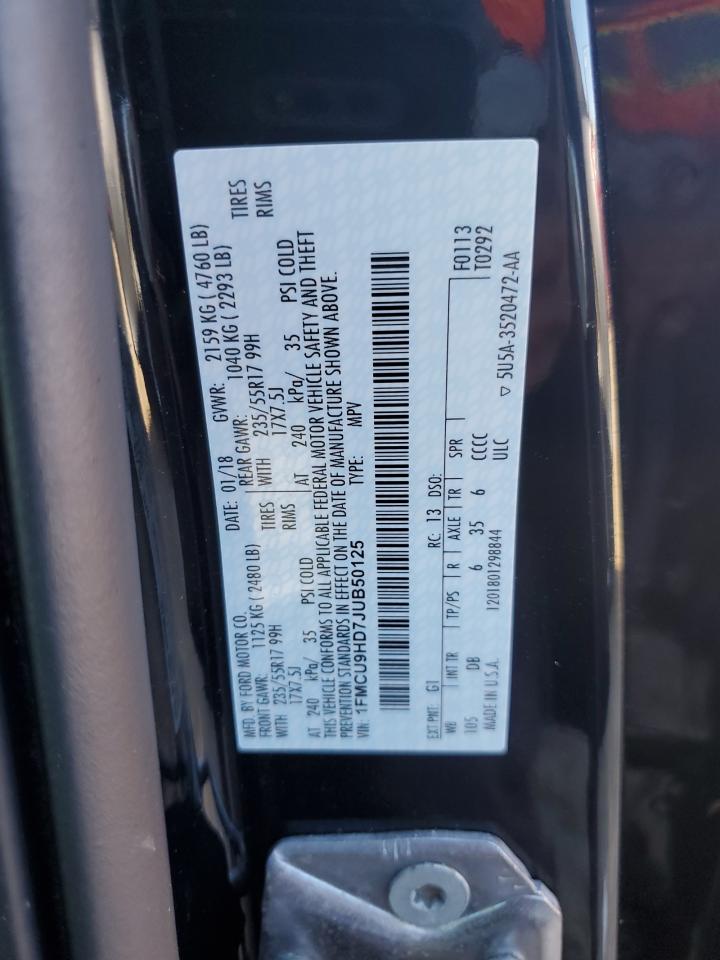 MFD. BY FORD MOTOR CO. DATE: 01/18 GVWR: 2159 KG ( 4760 LB)
FRONT GAWR: 1125 KG ( 2480 LB) REAR GAWR: 1040 KG ( 2293 LB)
WITH 235/55R17 99H TIRES WITH 235/55R17 99H TIRES
17X7.5J RIMS 17X7.5J RIMS
AT 240 kPa/ 35 PSI COLD AT 240 kPa/ 35 PSI COLD
THIS VEHICLE CONFORMS TO ALL APPLICABLE FEDERAL MOTOR VEHICLE SAFETY AND THEFT
PREVENTION STANDARDS IN EFFECT ON THE DATE OF MANUFACTURE SHOWN ABOVE.
VIN: 1FMCU9HD7JUB50125 TYPE: MPV
EXT PNT: G1 RC: 13 DSO: F0113
WB INT TR TP/PS R AXLE TR SPR T0292
105 DB 6 35 6 CCCC
MADE IN U.S.A. 1201801298844 ULC ▽ 5U5A-3520472-AA